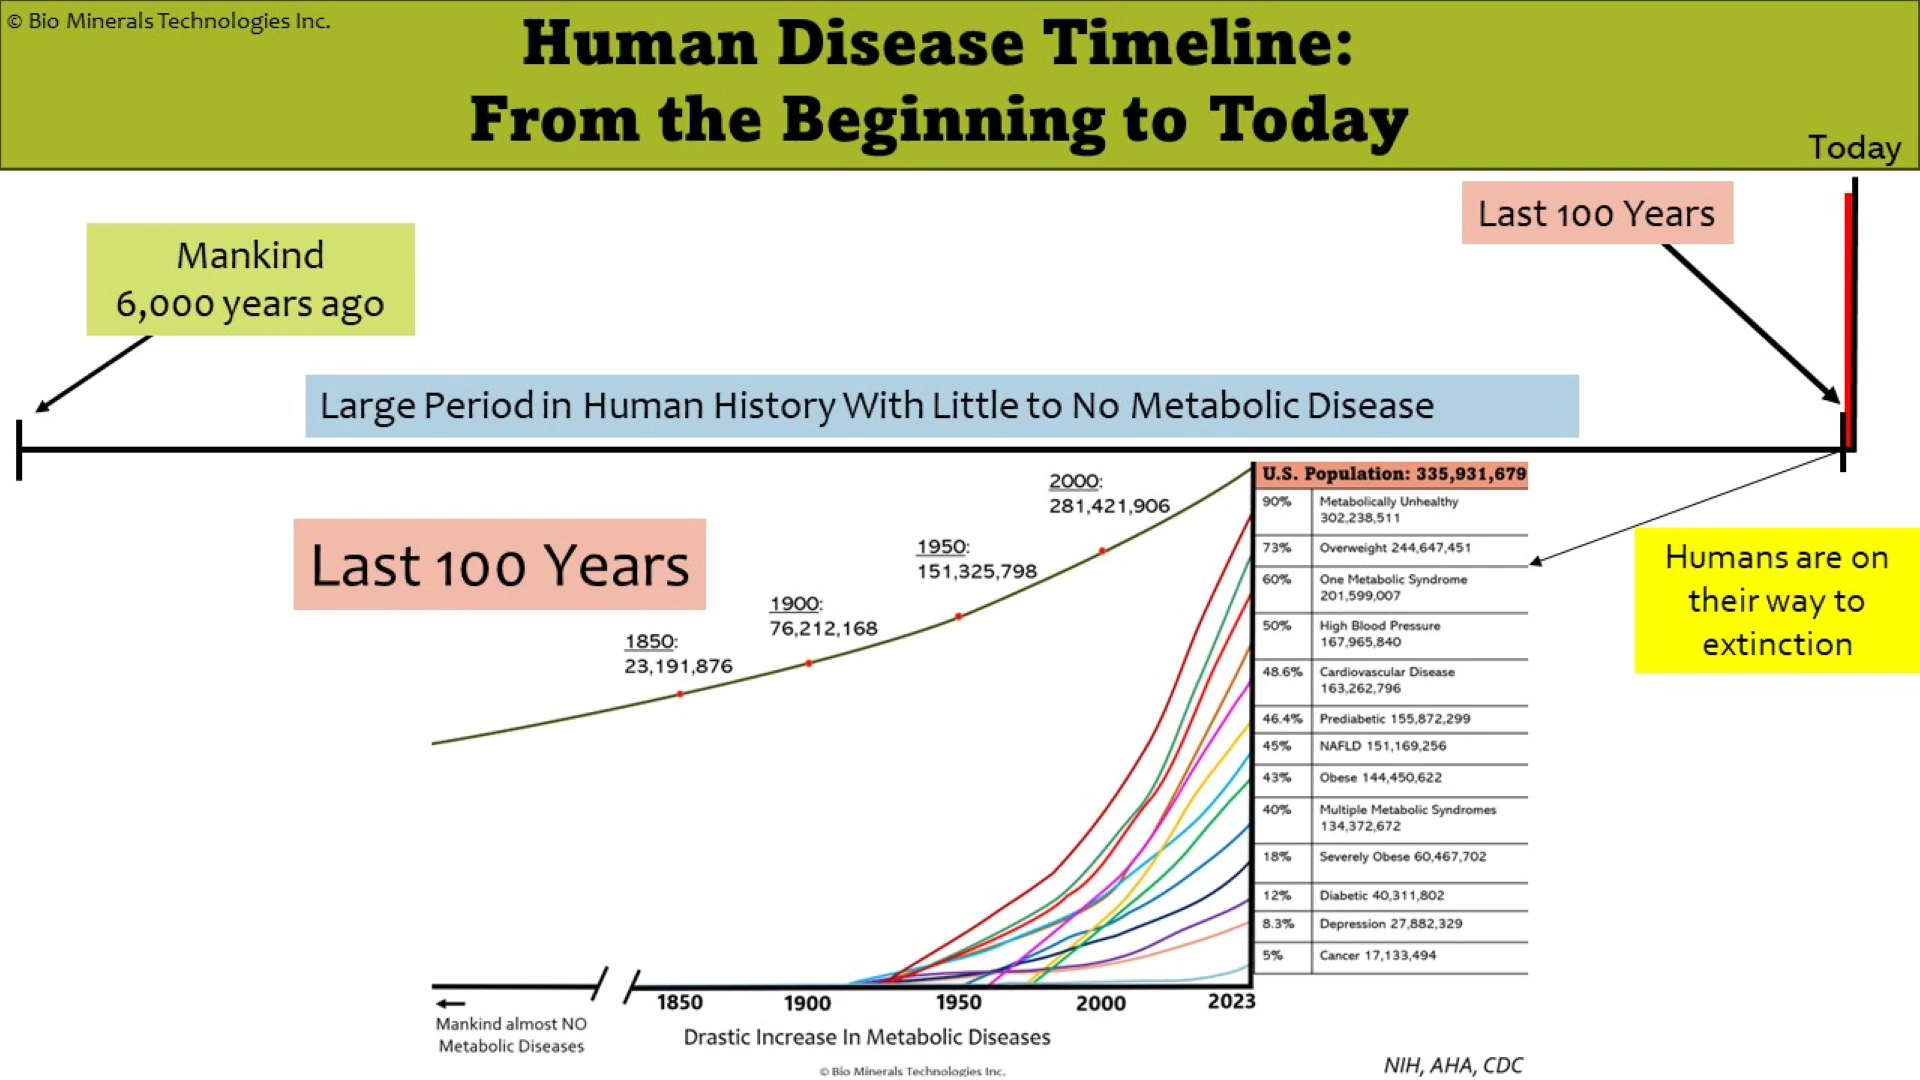 © Bio Minerals Technologies Inc.
Human Disease Timeline:
From the Beginning to Today
Today
Last 100 Years
Mankind
6,000 years ago
Large Period in Human History With Little to No Metabolic Disease
Last 100 Years
1850:
23,191,876
1900:
76,212,168
1950:
151,325,798
2000:
281,421,906
U.S. Population: 335,931,679
90% Metabolically Unhealthy
302,238,511
73% Overweight 244,647,451
60% One Metabolic Syndrome
201,599,007
50% High Blood Pressure
167,965,840
48.6% Cardiovascular Disease
163,262,796
46.4% Prediabetic 155,872,299
45% NAFLD 151,169,256
43% Obese 144,450,622
40% Multiple Metabolic Syndromes
134,372,672
18% Severely Obese 60,467,702
12% Diabetic 40,311,802
8.3% Depression 27,882,329
5% Cancer 17,133,494
Humans are on
their way to
extinction
1850 1900 1950 2000 2023
Mankind almost NO
Metabolic Diseases
Drastic Increase In Metabolic Diseases
© Bio Minerals Technologies Inc.
NIH, AHA, CDC